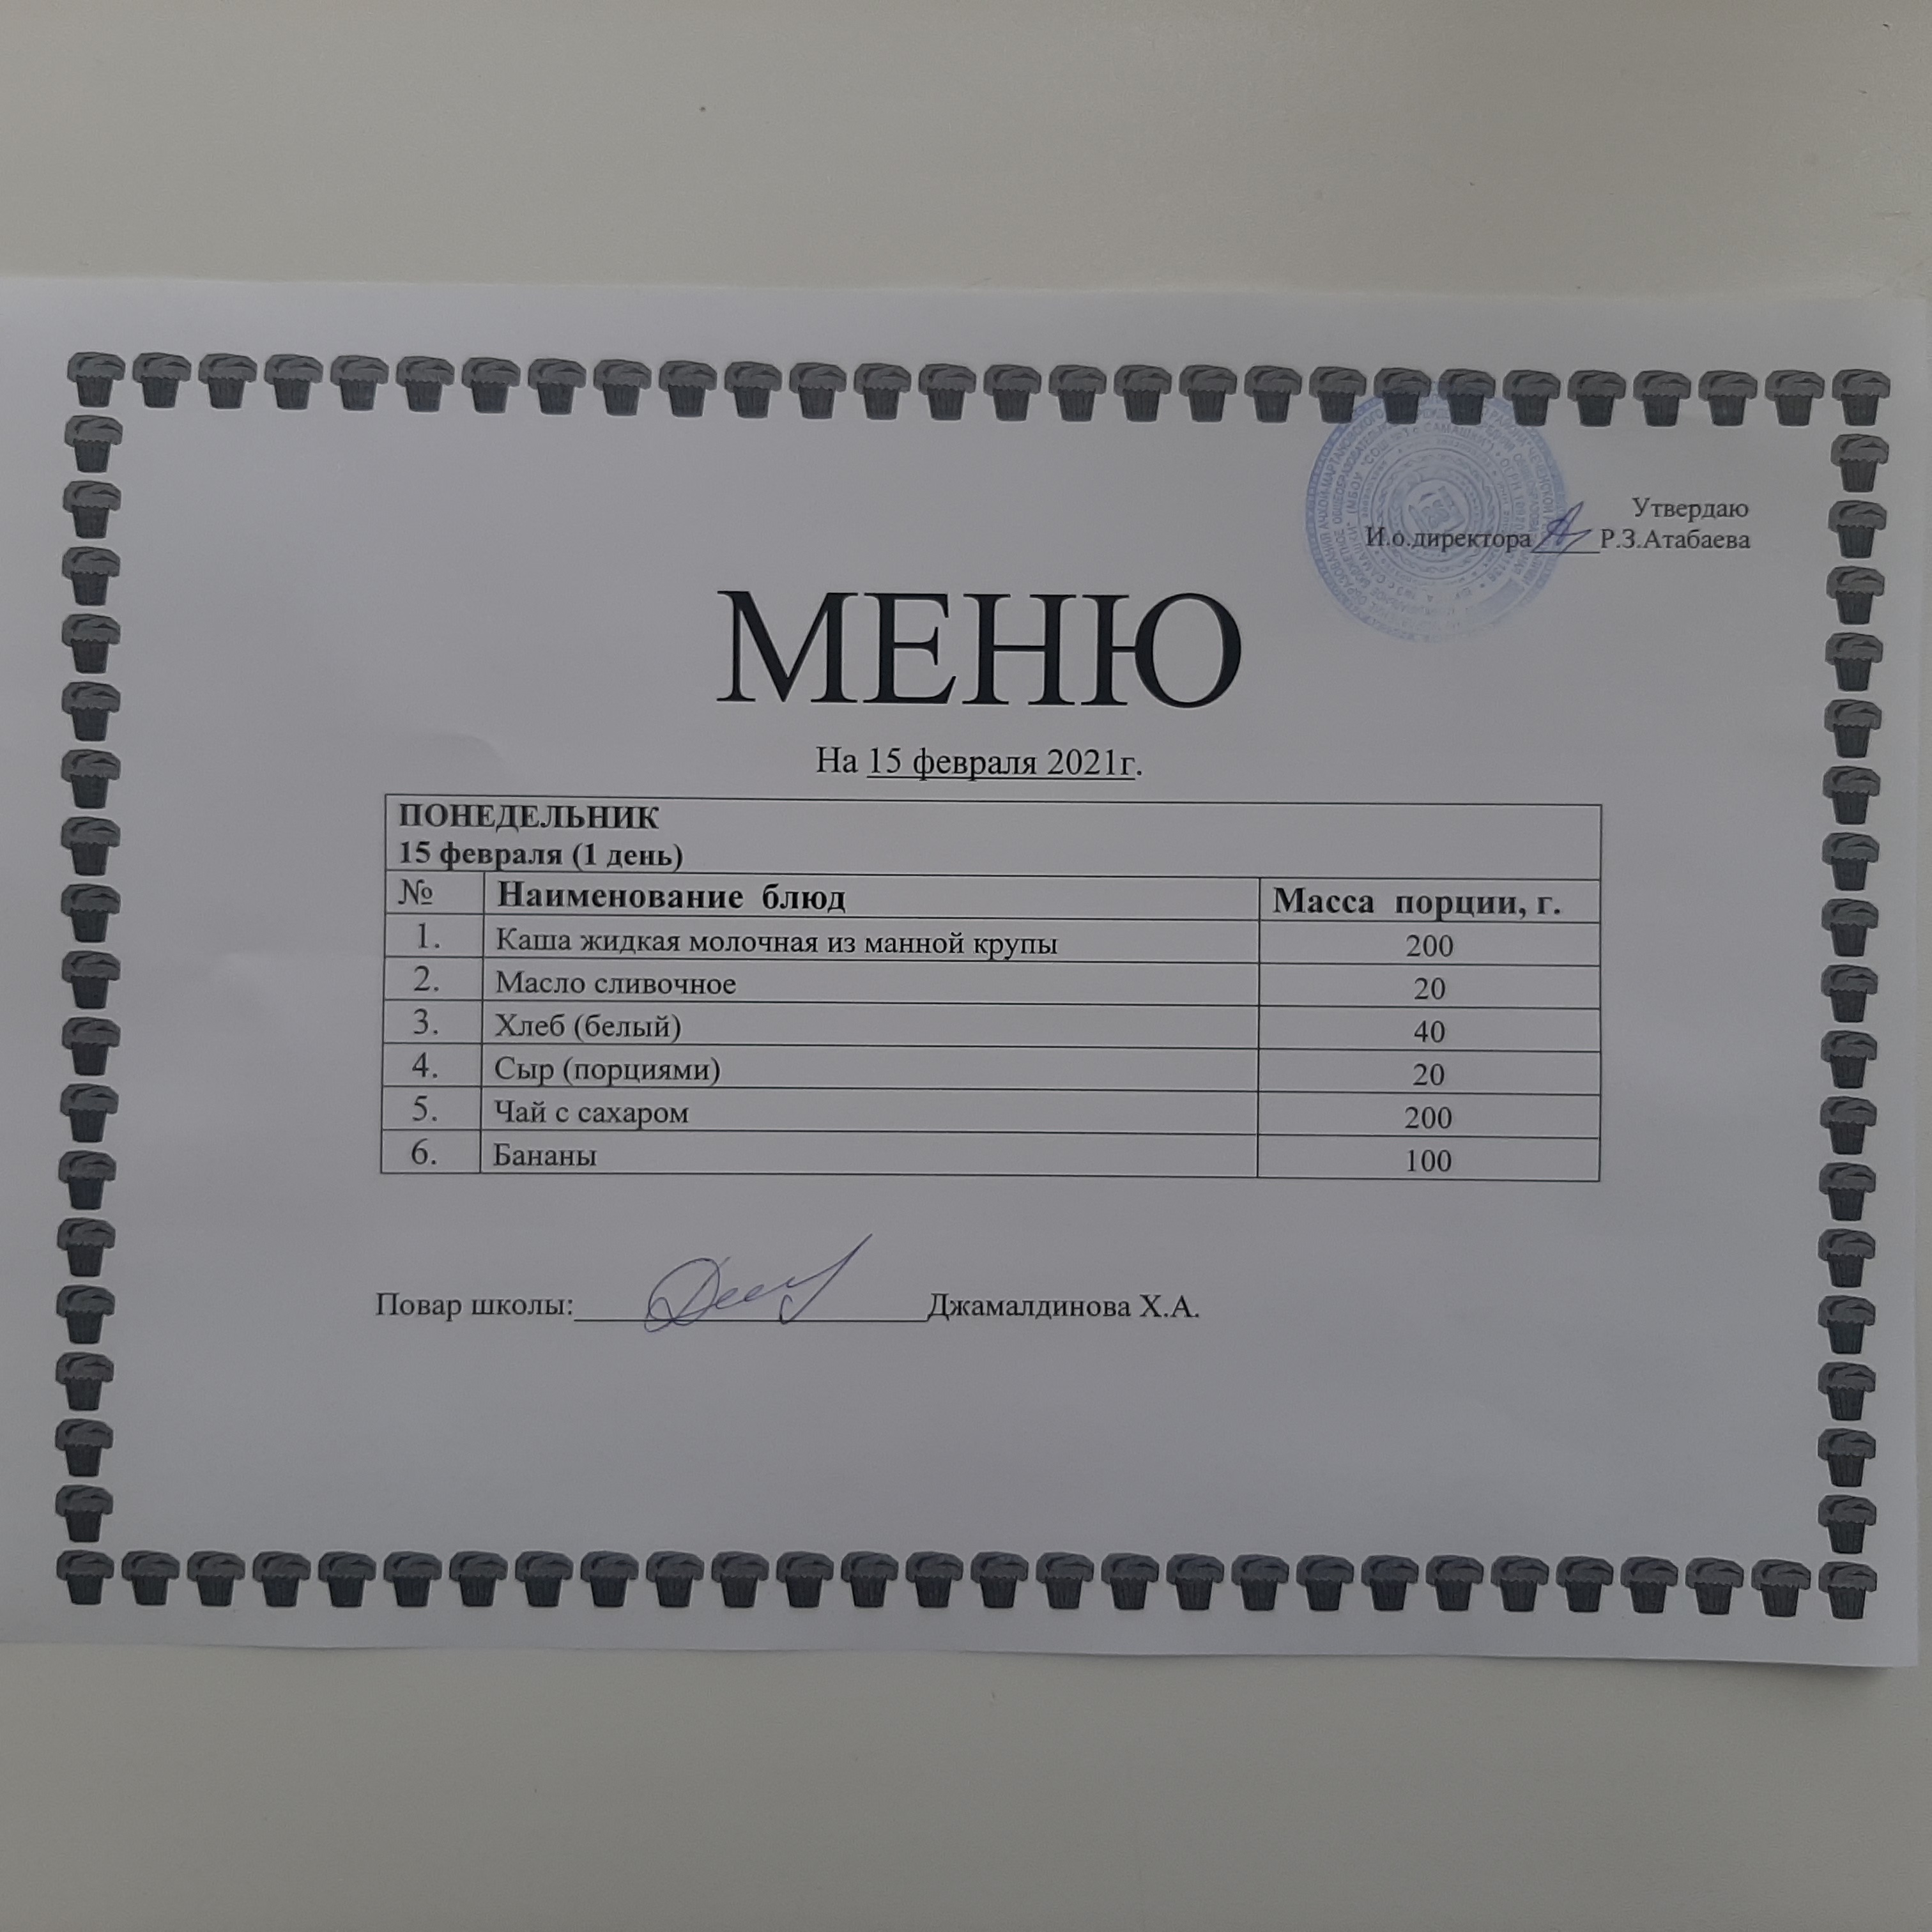 Утвердаю
И.о.директора_____Р.З.Атабаева
МЕНЮ
На 15 февраля 2021г.
ПОНЕДЕЛЬНИК
15 февраля (1 день)
№ Наименование блюд Масса порции, г.
1. Каша жидкая молочная из манной крупы 200
2. Масло сливочное 20
3. Хлеб (белый) 40
4. Сыр (порциями) 20
5. Чай с сахаром 200
6. Бананы 100
Повар школы:_______________________Джамалдинова Х.А.